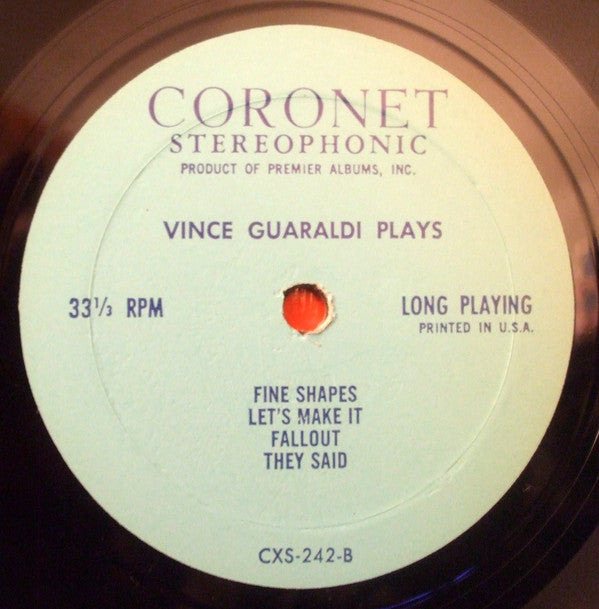 CORONET
STEREOPHONIC
PRODUCT OF PREMIER ALBUMS, INC.
VINCE GUARALDI PLAYS
33⅓ RPM
LONG PLAYING
PRINTED IN U.S.A.
FINE SHAPES
LET'S MAKE IT
FALLOUT
THEY SAID
CXS-242-B